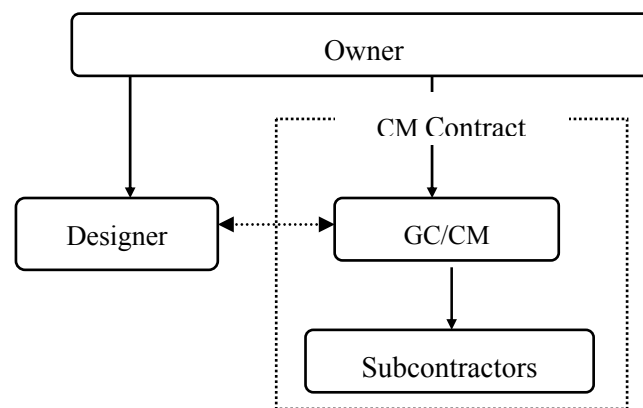 Owner
CM Contract
Designer
GC/CM
Subcontractors